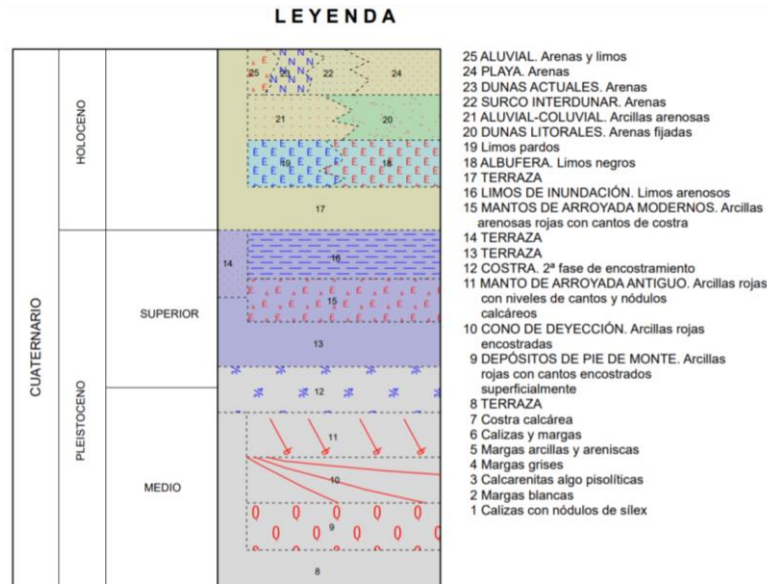 LEYENDA
CUATERNARIO
HOLOCENO
PLEISTOCENO
SUPERIOR
MEDIO
25
23
22
24
21
20
19
18
17
14
16
15
13
12
11
10
9
8
25 ALUVIAL. Arenas y limos
24 PLAYA. Arenas
23 DUNAS ACTUALES. Arenas
22 SURCO INTERDUNAR. Arenas
21 ALUVIAL-COLUVIAL. Arcillas arenosas
20 DUNAS LITORALES. Arenas fijadas
19 Limos pardos
18 ALBUFERA. Limos negros
17 TERRAZA
16 LIMOS DE INUNDACIÓN. Limos arenosos
15 MANTOS DE ARROYADA MODERNOS. Arcillas
arenosas rojas con cantos de costra
14 TERRAZA
13 TERRAZA
12 COSTRA. 2ª fase de encostramiento
11 MANTO DE ARROYADA ANTIGUO. Arcillas rojas
con niveles de cantos y nódulos
calcáreos
10 CONO DE DEYECCIÓN. Arcillas rojas
encostradas
9 DEPÓSITOS DE PIE DE MONTE. Arcillas
rojas con cantos encostrados
superficialmente
8 TERRAZA
7 Costra calcárea
6 Calizas y margas
5 Margas arcillas y areniscas
4 Margas grises
3 Calcarenitas algo pisolíticas
2 Margas blancas
1 Calizas con nódulos de sílex